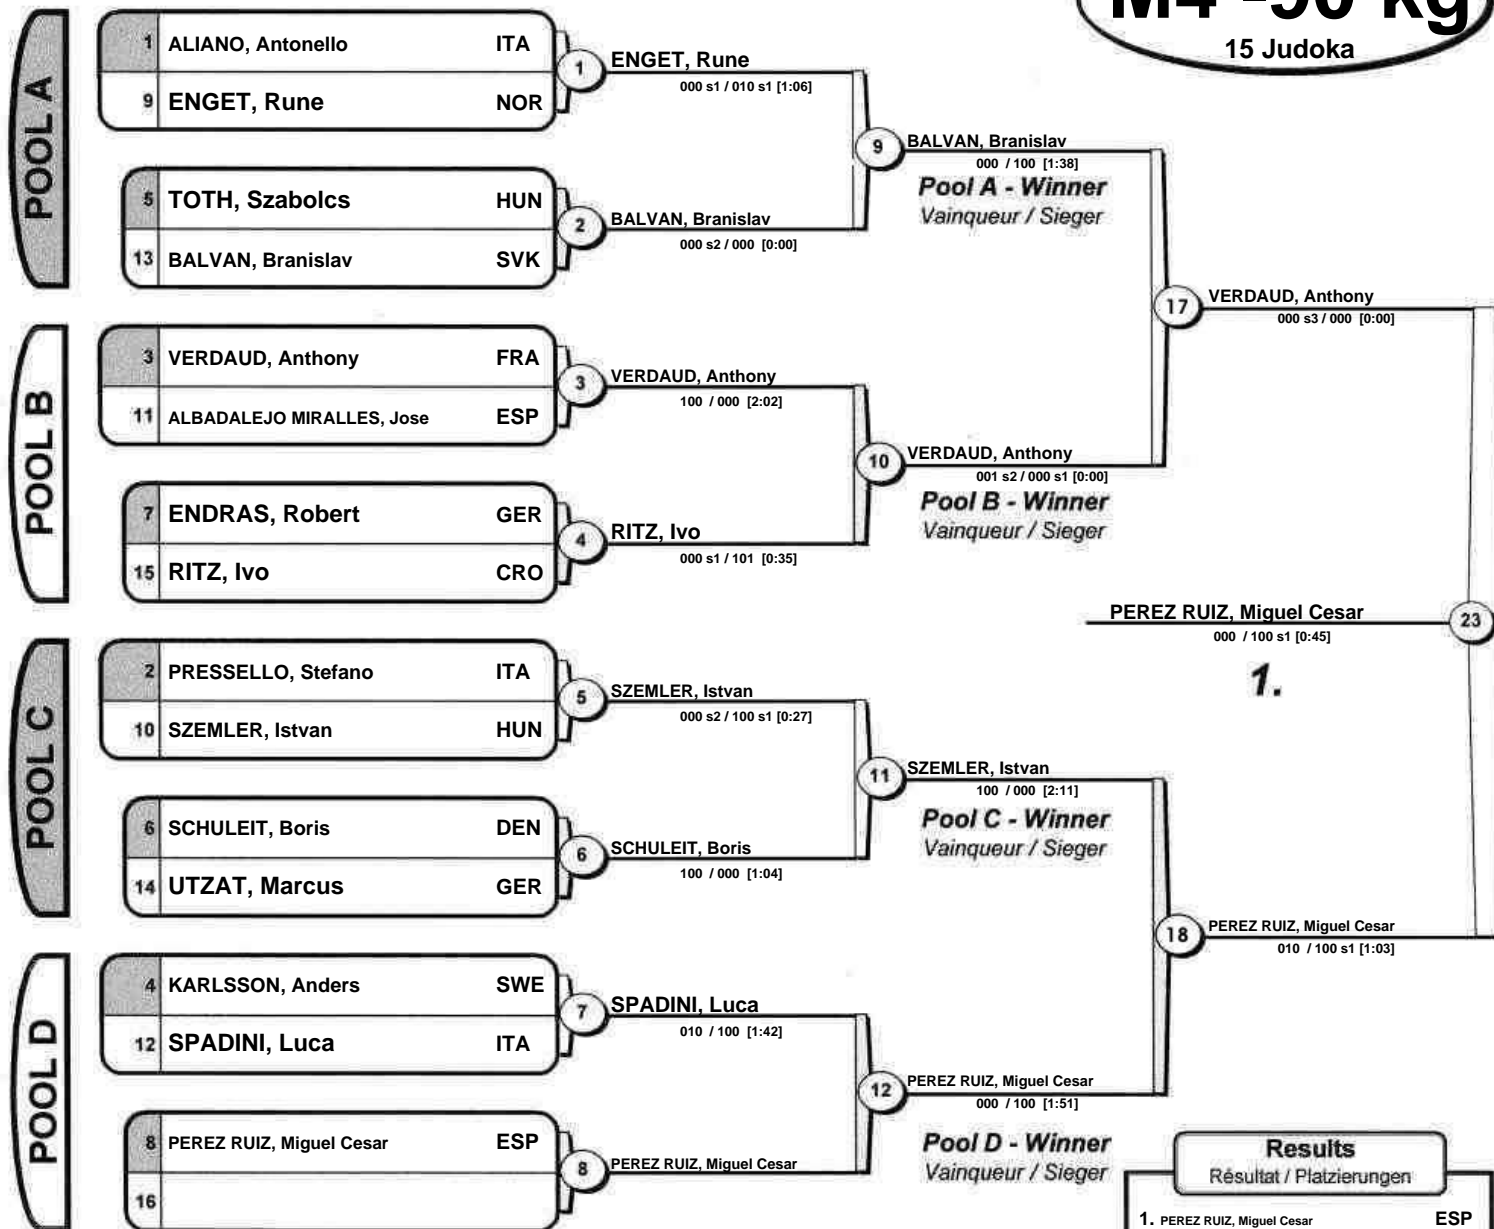 M4 -90 kg
15 Judoka
POOL A
1 ALIANO, Antonello ITA
9 ENGET, Rune NOR
1 ENGET, Rune
000 s1 / 010 s1 [1:06]
5 TOTH, Szabolcs HUN
13 BALVAN, Branislav SVK
2 BALVAN, Branislav
000 s2 / 000 [0:00]
9 BALVAN, Branislav
000 / 100 [1:38]
Pool A - Winner
Vainqueur / Sieger
POOL B
3 VERDAUD, Anthony FRA
11 ALBADALEJO MIRALLES, Jose ESP
3 VERDAUD, Anthony
100 / 000 [2:02]
7 ENDRAS, Robert GER
15 RITZ, Ivo CRO
4 RITZ, Ivo
000 s1 / 101 [0:35]
10 VERDAUD, Anthony
001 s2 / 000 s1 [0:00]
Pool B - Winner
Vainqueur / Sieger
17 VERDAUD, Anthony
000 s3 / 000 [0:00]
POOL C
2 PRESSELLO, Stefano ITA
10 SZEMLER, Istvan HUN
5 SZEMLER, Istvan
000 s2 / 100 s1 [0:27]
6 SCHULEIT, Boris DEN
14 UTZAT, Marcus GER
6 SCHULEIT, Boris
100 / 000 [1:04]
11 SZEMLER, Istvan
100 / 000 [2:11]
Pool C - Winner
Vainqueur / Sieger
POOL D
4 KARLSSON, Anders SWE
12 SPADINI, Luca ITA
7 SPADINI, Luca
010 / 100 [1:42]
8 PEREZ RUIZ, Miguel Cesar ESP
16
8 PEREZ RUIZ, Miguel Cesar
12 PEREZ RUIZ, Miguel Cesar
000 / 100 [1:51]
Pool D - Winner
Vainqueur / Sieger
18 PEREZ RUIZ, Miguel Cesar
010 / 100 s1 [1:03]
PEREZ RUIZ, Miguel Cesar 23
000 / 100 s1 [0:45]
1.
Results
Résultat / Platzierungen
1. PEREZ RUIZ, Miguel Cesar ESP